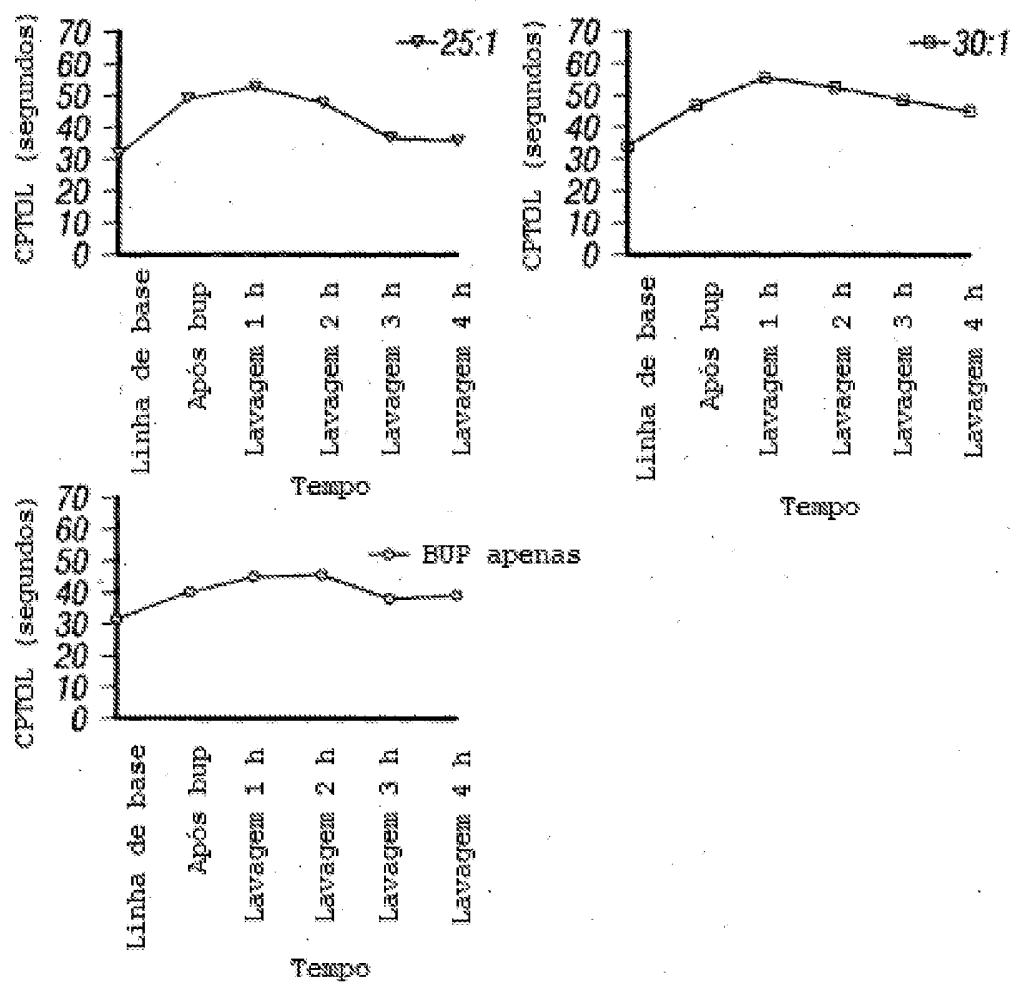 CPTOL (segundos)
70
60
50
40
30
20
10
0
25:1
Linha de base
Após bup
Lavagem 1 h
Lavagem 2 h
Lavagem 3 h
Lavagem 4 h
Tempo
CPTOL (segundos)
70
60
50
40
30
20
10
0
30:1
Linha de base
Após bup
Lavagem 1 h
Lavagem 2 h
Lavagem 3 h
Lavagem 4 h
Tempo
CPTOL (segundos)
70
60
50
40
30
20
10
0
BUP apenas
Linha de base
Após bup
Lavagem 1 h
Lavagem 2 h
Lavagem 3 h
Lavagem 4 h
Tempo